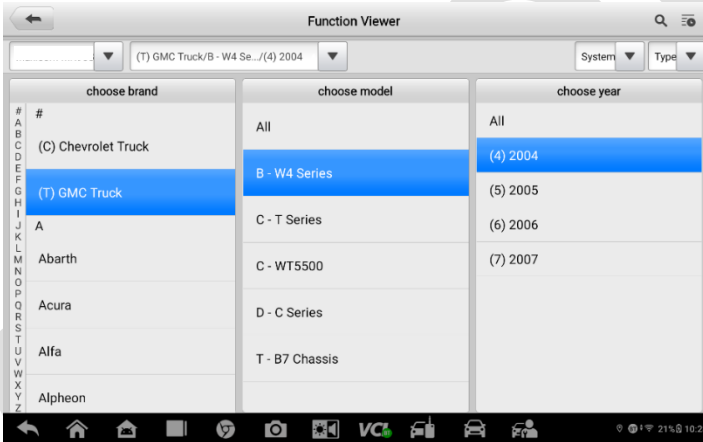 Function Viewer
(T) GMC Truck/B - W4 Se.../(4) 2004
System
Type
choose brand
choose model
choose year
#
A
B
C
D
E
F
G
H
I
J
K
L
M
N
O
P
Q
R
S
T
U
V
W
X
Y
Z
#
(C) Chevrolet Truck
(T) GMC Truck
A
Abarth
Acura
Alfa
Alpheon
All
B - W4 Series
C - T Series
C - WT5500
D - C Series
T - B7 Chassis
All
(4) 2004
(5) 2005
(6) 2006
(7) 2007
VCI
21% 10:2